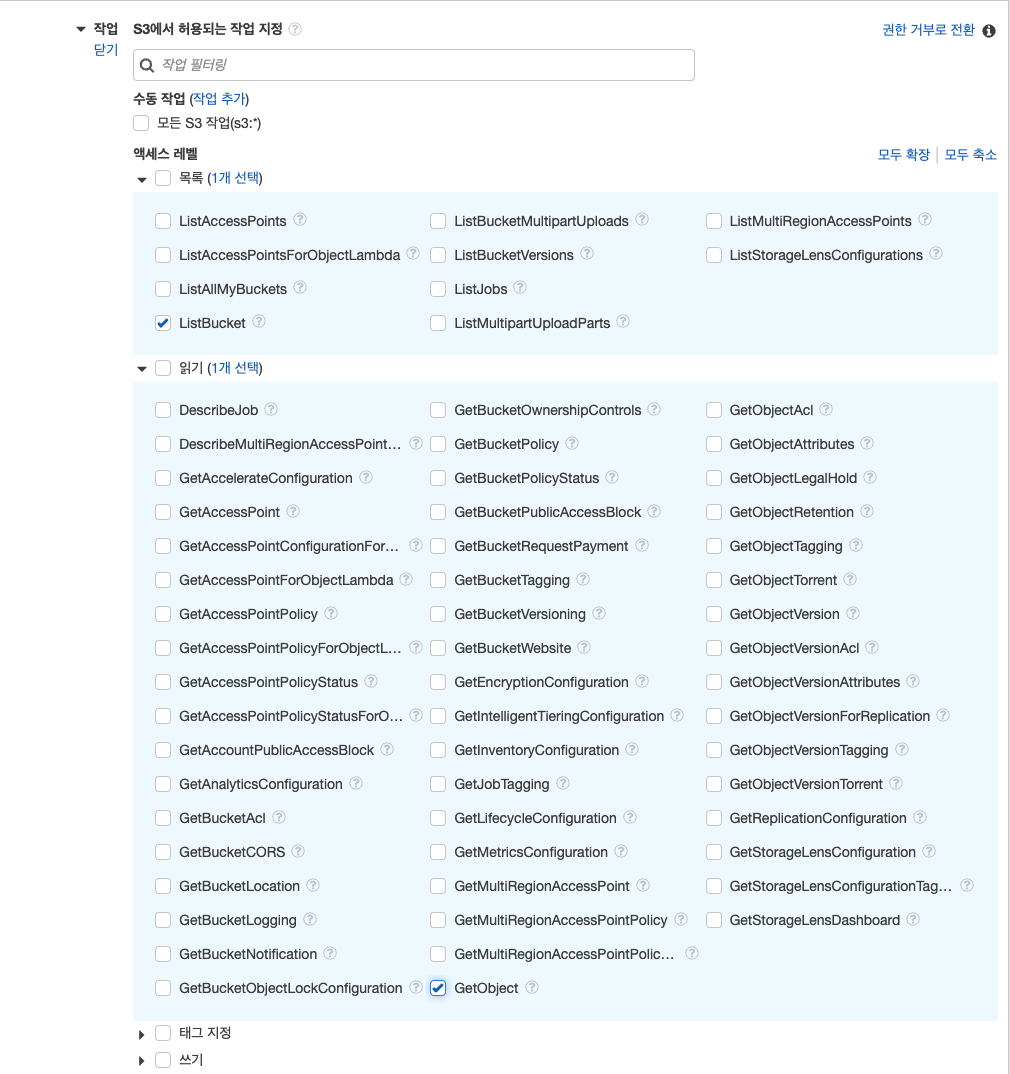 작업 S3에서 허용되는 작업 지정 권한 거부로 전환
닫기
작업 필터링
수동 작업 (작업 추가)
모든 S3 작업(s3:*)
액세스 레벨 모두 확장 모두 축소
목록 (1개 선택)
ListAccessPoints ListBucketMultipartUploads ListMultiRegionAccessPoints
ListAccessPointsForObjectLambda ListBucketVersions ListStorageLensConfigurations
ListAllMyBuckets ListJobs
ListBucket ListMultipartUploadParts
읽기 (1개 선택)
DescribeJob GetBucketOwnershipControls GetObjectAcl
DescribeMultiRegionAccessPoint... GetBucketPolicy GetObjectAttributes
GetAccelerateConfiguration GetBucketPolicyStatus GetObjectLegalHold
GetAccessPoint GetBucketPublicAccessBlock GetObjectRetention
GetAccessPointConfigurationFor... GetBucketRequestPayment GetObjectTagging
GetAccessPointForObjectLambda GetBucketTagging GetObjectTorrent
GetAccessPointPolicy GetBucketVersioning GetObjectVersion
GetAccessPointPolicyForObjectL... GetBucketWebsite GetObjectVersionAcl
GetAccessPointPolicyStatus GetEncryptionConfiguration GetObjectVersionAttributes
GetAccessPointPolicyStatusForO... GetIntelligentTieringConfiguration GetObjectVersionForReplication
GetAccountPublicAccessBlock GetInventoryConfiguration GetObjectVersionTagging
GetAnalyticsConfiguration GetJobTagging GetObjectVersionTorrent
GetBucketAcl GetLifecycleConfiguration GetReplicationConfiguration
GetBucketCORS GetMetricsConfiguration GetStorageLensConfiguration
GetBucketLocation GetMultiRegionAccessPoint GetStorageLensConfigurationTag...
GetBucketLogging GetMultiRegionAccessPointPolicy GetStorageLensDashboard
GetBucketNotification GetMultiRegionAccessPointPolic...
GetBucketObjectLockConfiguration GetObject
태그 지정
쓰기